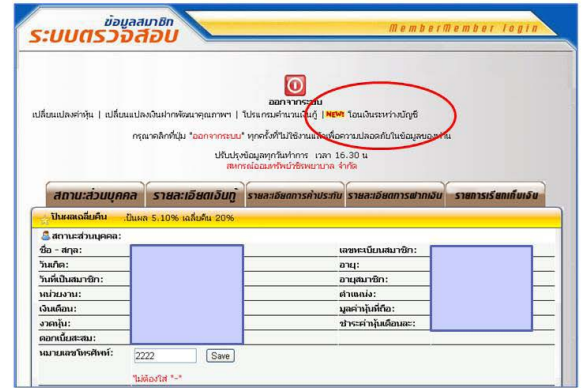 ข้อมูลสมาชิก
ระบบตรวจสอบ
MemberMember login
ออกจากระบบ
เปลี่ยนแปลงค่าหุ้น | เปลี่ยนแปลงเงินฝากพัฒนาคุณภาพฯ | โปรแกรมคำนวนเงินกู้ | NEW! โอนเงินระหว่างบัญชี
กรุณาคลิกที่ปุ่ม "ออกจากระบบ" ทุกครั้งที่ไม่ใช้งานแล้วเพื่อความปลอดภัยในข้อมูลของท่าน
ปรับปรุงข้อมูลทุกวันทำการ เวลา 16.30 น
สหกรณ์ออมทรัพย์วชิรพยาบาล จำกัด
สถานะส่วนบุคคล รายละเอียดเงินกู้ รายละเอียดการค้ำประกัน รายละเอียดการฝากเงิน รายการเรียกเก็บเงิน
ปันผลเฉลี่ยคืน .ปันผล 5.10% เฉลี่ยคืน 20%
สถานะส่วนบุคคล:
ชื่อ - สกุล: เลขทะเบียนสมาชิก:
วันเกิด: อายุ:
วันที่เป็นสมาชิก: อายุสมาชิก:
หน่วยงาน: ตำแหน่ง:
เงินเดือน: มูลค่าหุ้นที่ถือ:
งวดหุ้น: ชำระค่าหุ้นเดือนละ:
ดอกเบี้ยสะสม:
หมายเลขโทรศัพท์: 2222 Save
"ไม่ต้องใส่ "-"